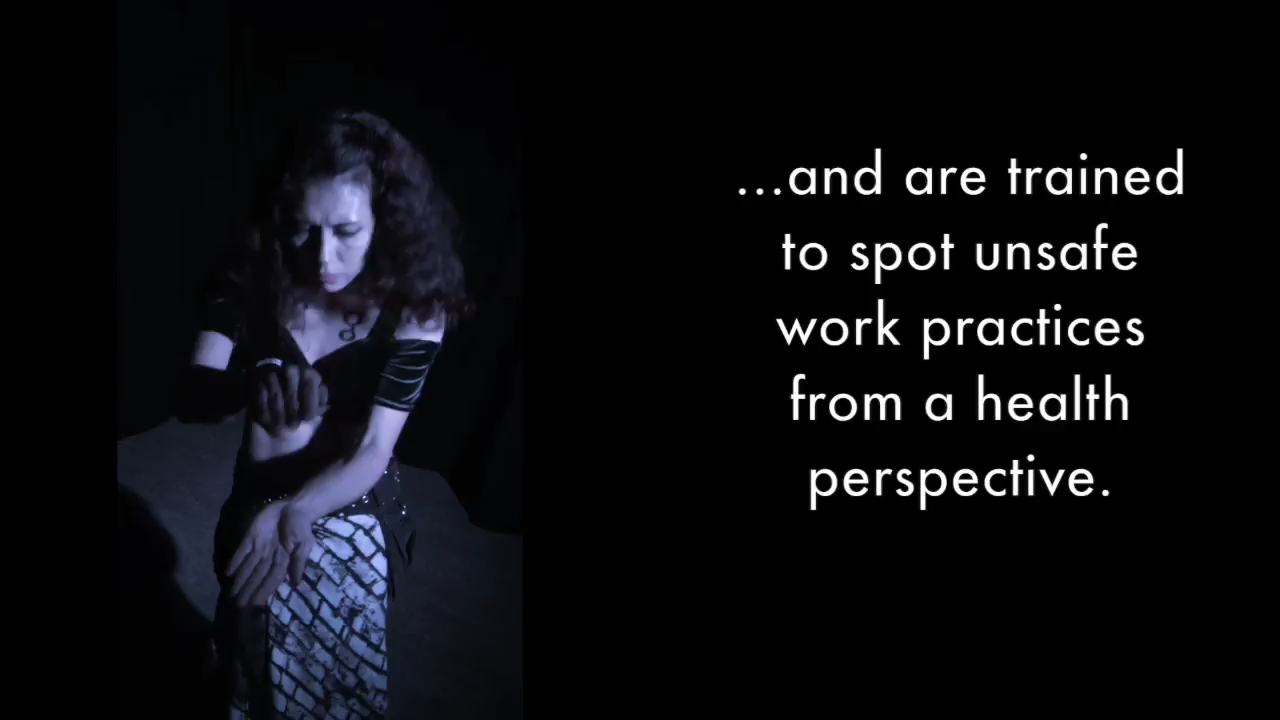 ...and are trained
to spot unsafe
work practices
from a health
perspective.